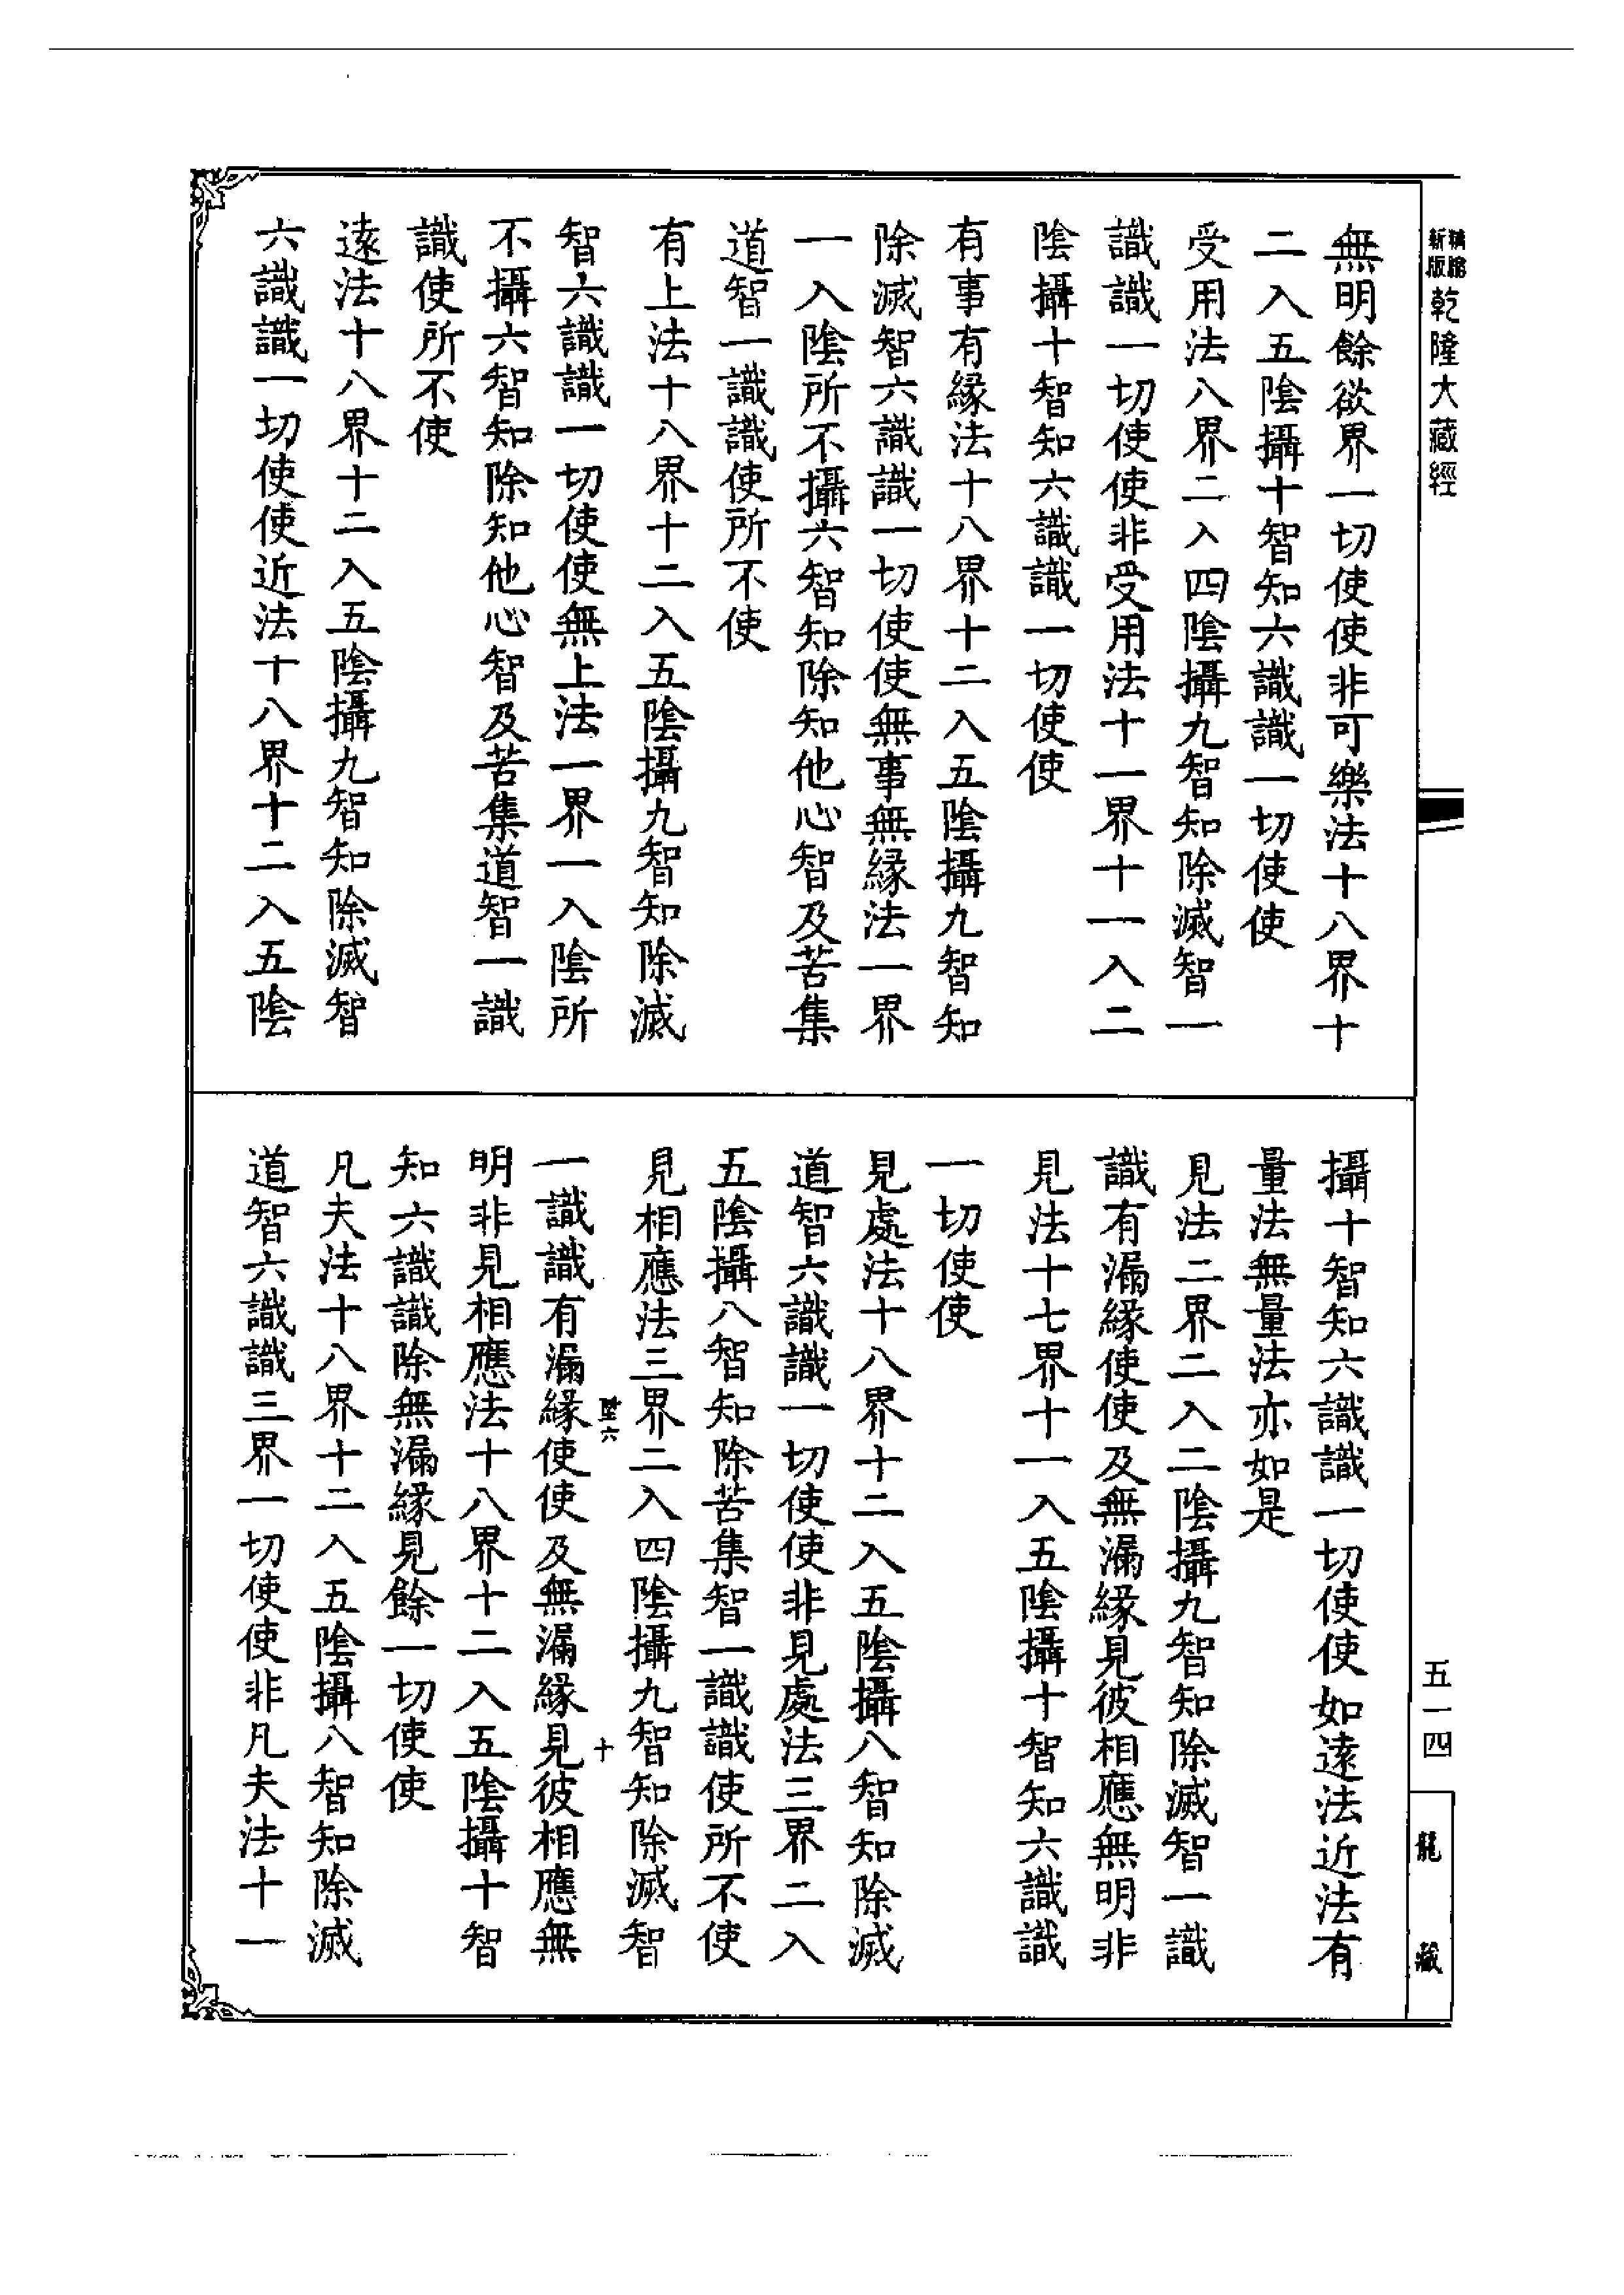 精縮新版乾隆大藏經
無明餘欲界一切使使非可樂法十八界十
二入五陰攝十智知六識識一切使使
受用法八界二入四陰攝九智知除滅智一
識識一切使使非受用法十一界十一入二
陰攝十智知六識識一切使使
有事有緣法十八界十二入五陰攝九智知
除滅智六識識一切使使無事無緣法一界
一入陰所不攝六智知除知他心智及苦集
道智一識識使所不使
有上法十八界十二入五陰攝九智知除滅
智六識識一切使使無上法一界一入陰所
不攝六智知除知他心智及苦集道智一識
識使所不使
遠法十八界十二入五陰攝九智知除滅智
六識識一切使使近法十八界十二入五陰
攝十智知六識識一切使使如遠法近法有
量法無量法亦如是
見法二界二入二陰攝九智知除滅智一識
識有漏緣使使及無漏緣見彼相應無明非
見法十七界十一入五陰攝十智知六識識
一切使使
見處法十八界十二入五陰攝八智知除滅
道智六識識一切使使非見處法三界二入
五陰攝八智知除苦集智一識識使所不使
見相應法三界二入四陰攝九智知除滅智
一識識有漏緣使使及無漏緣見彼相應無
明非見相應法十八界十二入五陰攝十智
知六識識除無漏緣見餘一切使使
凡夫法十八界十二入五陰攝八智知除滅
道智六識識三界一切使使非凡夫法十一
六
十
五一四
龍藏